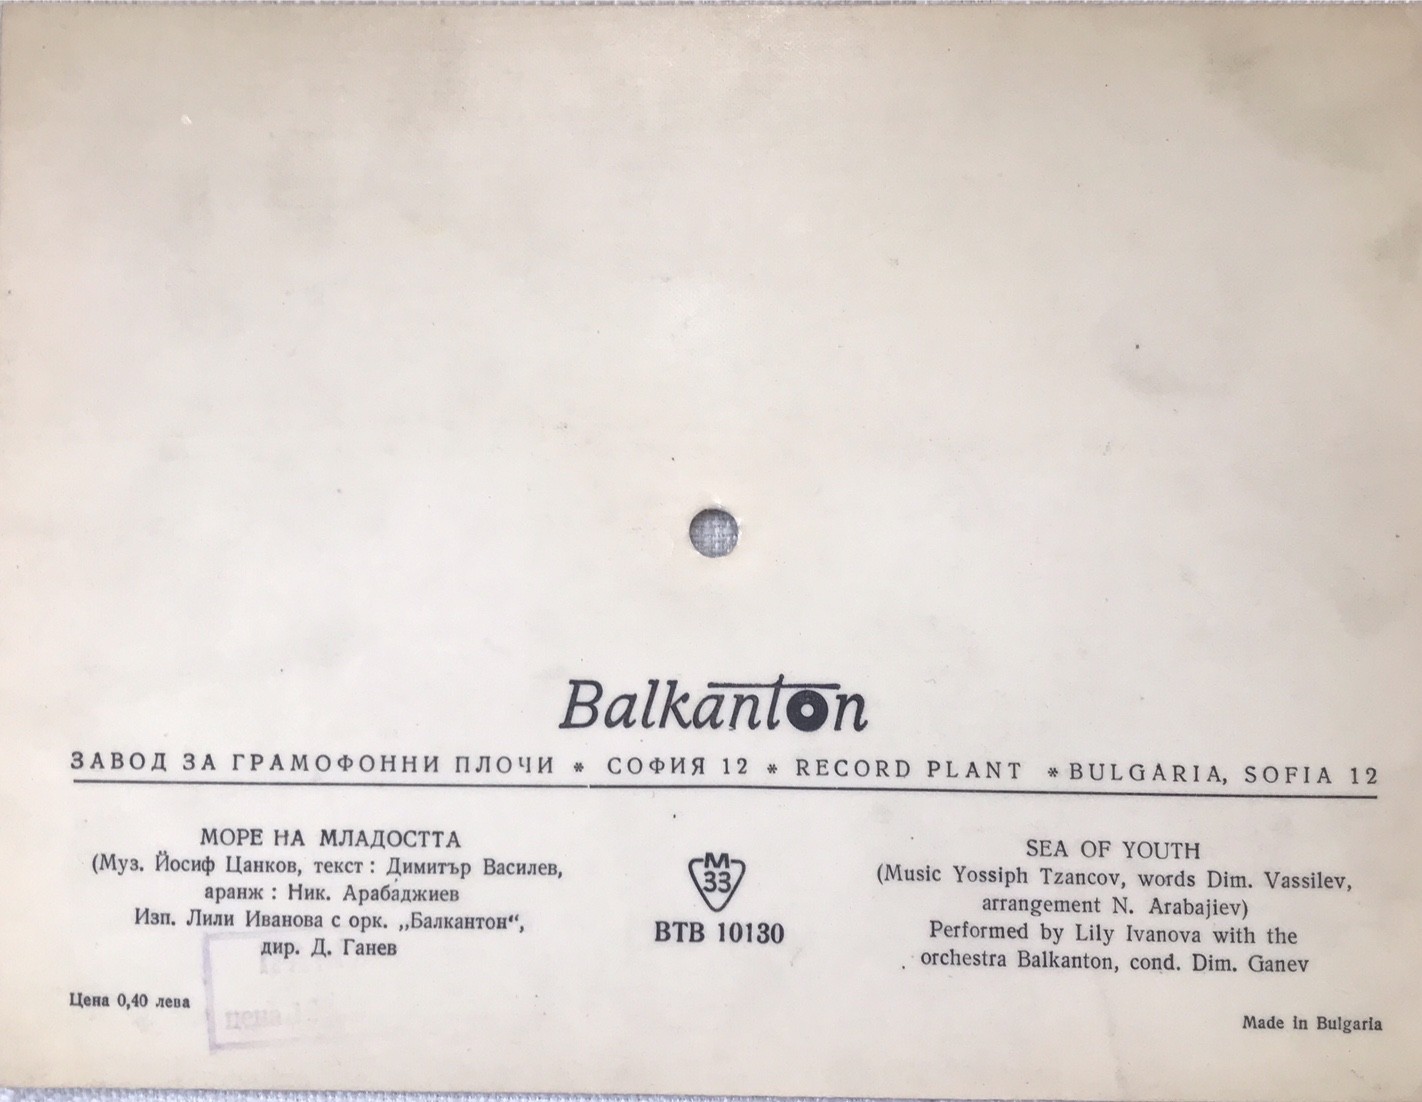 Balkanton
ЗАВОД ЗА ГРАМОФОННИ ПЛОЧИ * СОФИЯ 12 * RECORD PLANT * BULGARIA, SOFIA 12
МОРЕ НА МЛАДОСТТА
(Муз. Йосиф Цанков, текст : Димитър Василев,
аранж : Ник. Арабаджиев
Изп. Лили Иванова с орк. „Балкантон“,
дир. Д. Ганев
Цена 0,40 лева
цена
М
33
ВТВ 10130
SEA OF YOUTH
(Music Yossiph Tzancov, words Dim. Vassilev,
arrangement N. Arabajiev)
Performed by Lily Ivanova with the
orchestra Balkanton, cond. Dim. Ganev
Made in Bulgaria